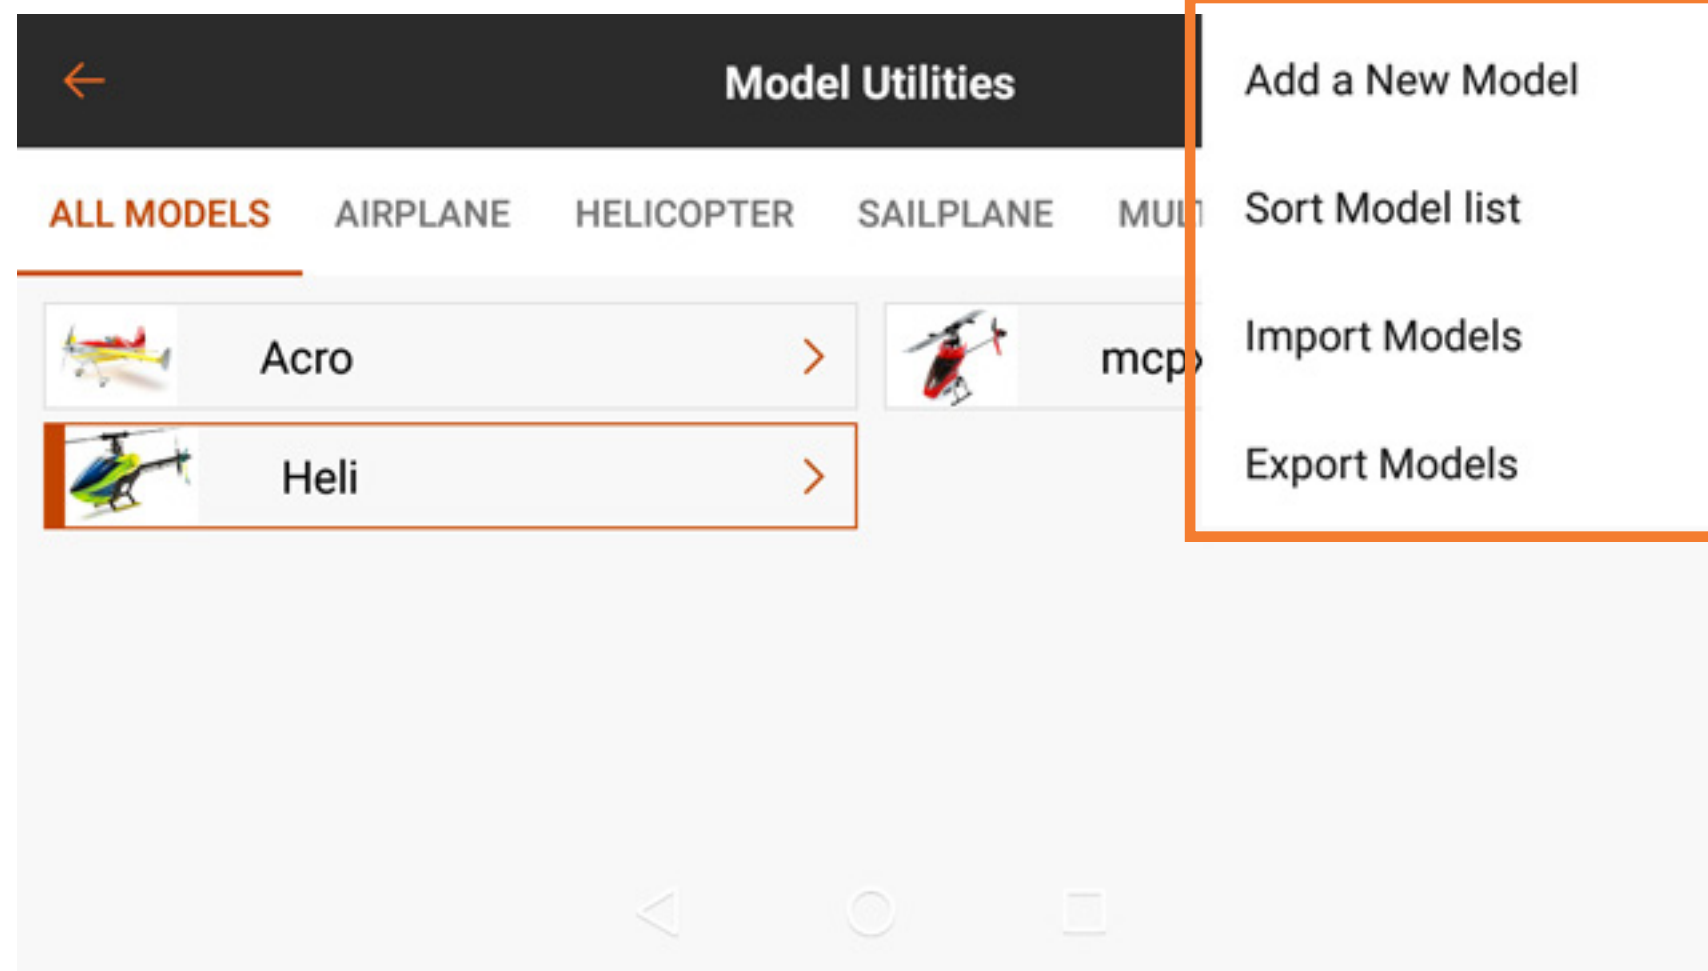 Model Utilities
Add a New Model
ALL MODELS AIRPLANE HELICOPTER SAILPLANE
Sort Model list
Acro
Import Models
Heli
Export Models